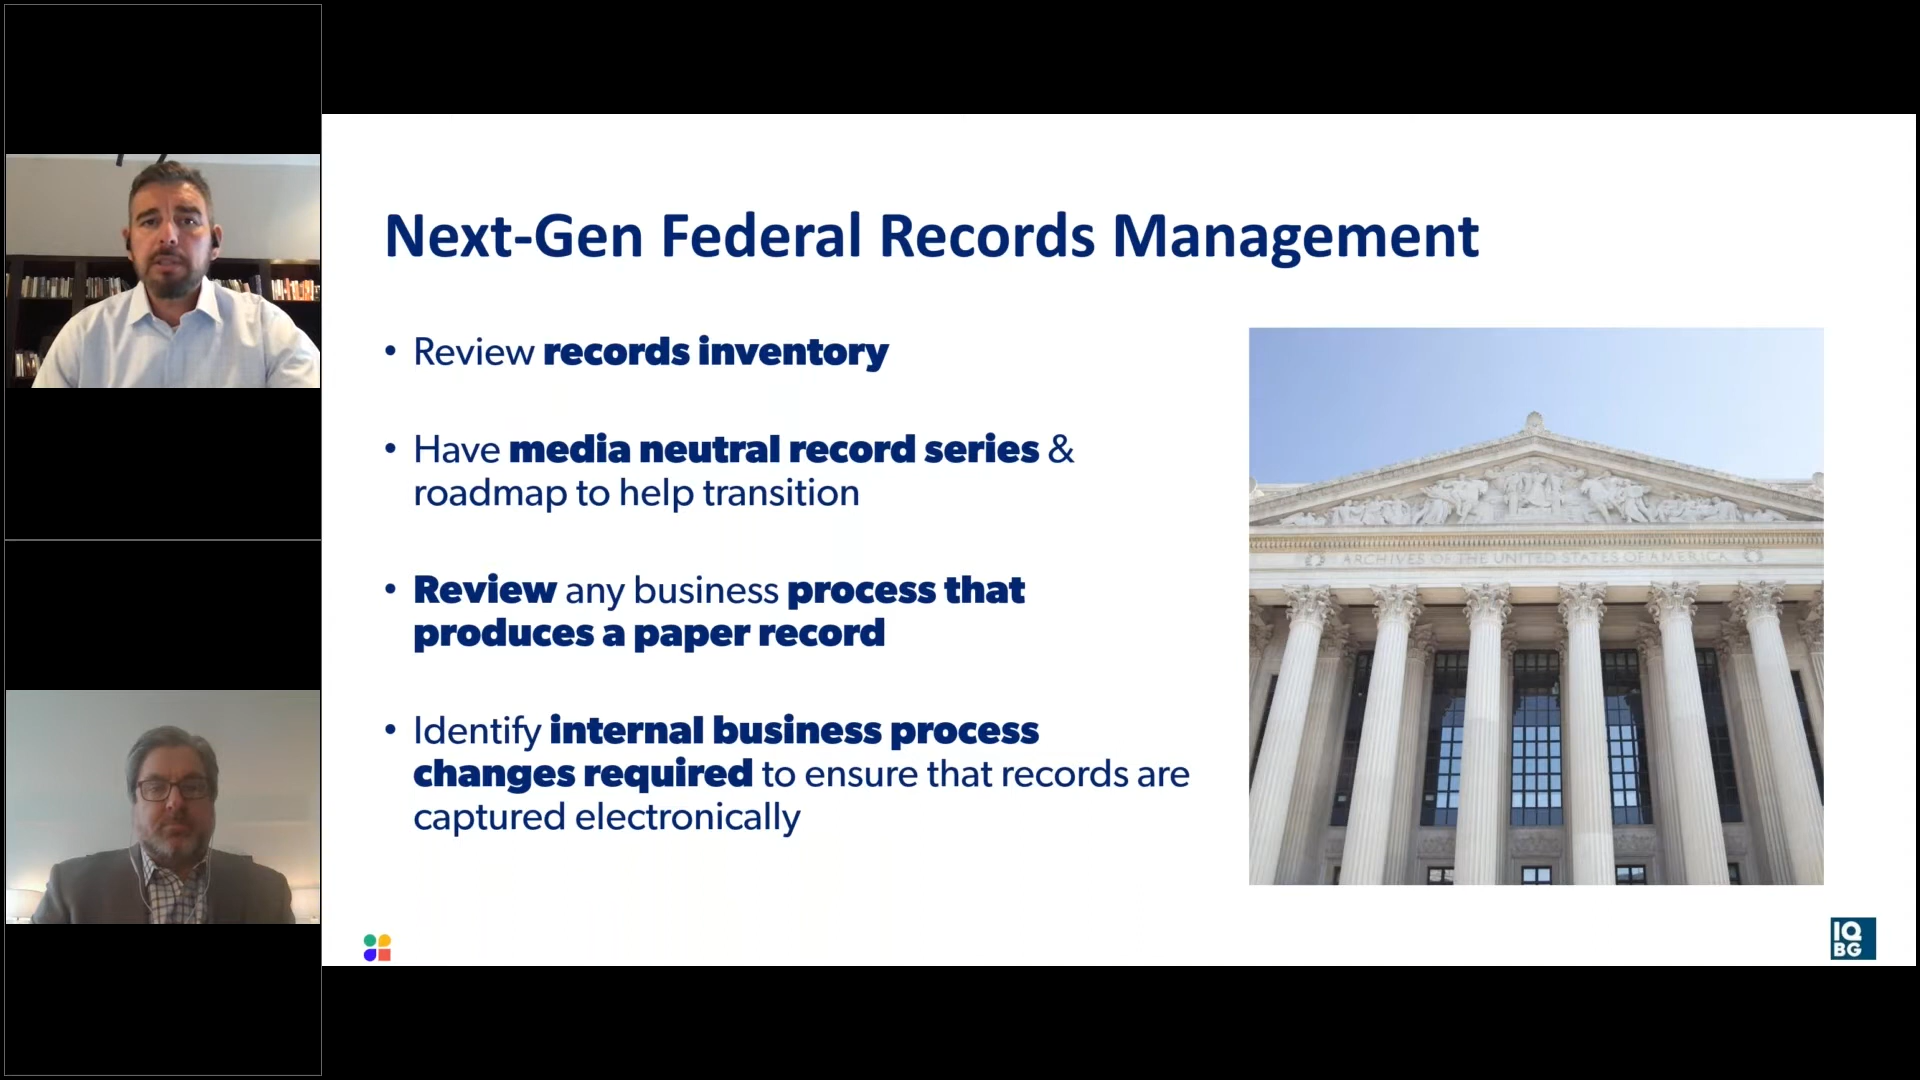 Next-Gen Federal Records Management
• Review records inventory
• Have media neutral record series &
roadmap to help transition
• Review any business process that
produces a paper record
• Identify internal business process
changes required to ensure that records are
captured electronically
ARCHIVES OF THE UNITED STATES OF AMERICA
IQ
BG